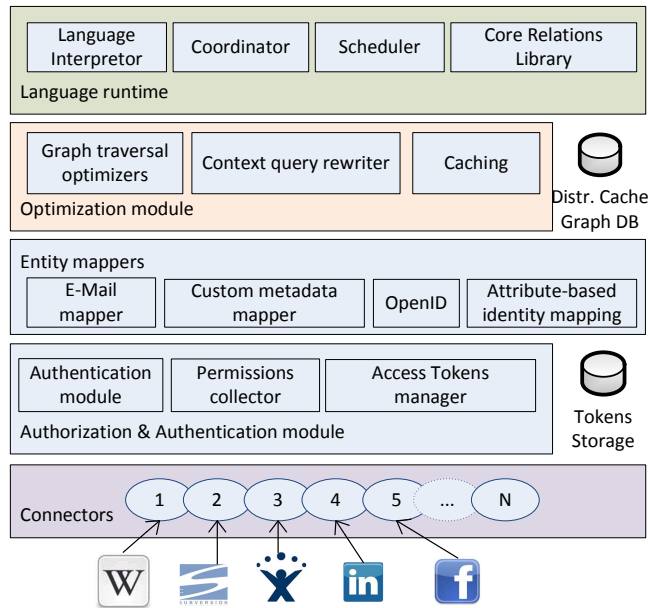 Language
Interpretor
Coordinator
Scheduler
Core Relations
Library
Language runtime
Graph traversal
optimizers
Context query rewriter
Caching
Optimization module
Distr. Cache
Graph DB
Entity mappers
E-Mail
mapper
Custom metadata
mapper
OpenID
Attribute-based
identity mapping
Authentication
module
Permissions
collector
Access Tokens
manager
Authorization & Authentication module
Tokens
Storage
Connectors
1
2
3
4
5
...
N
W
SUBVERSION
in
f